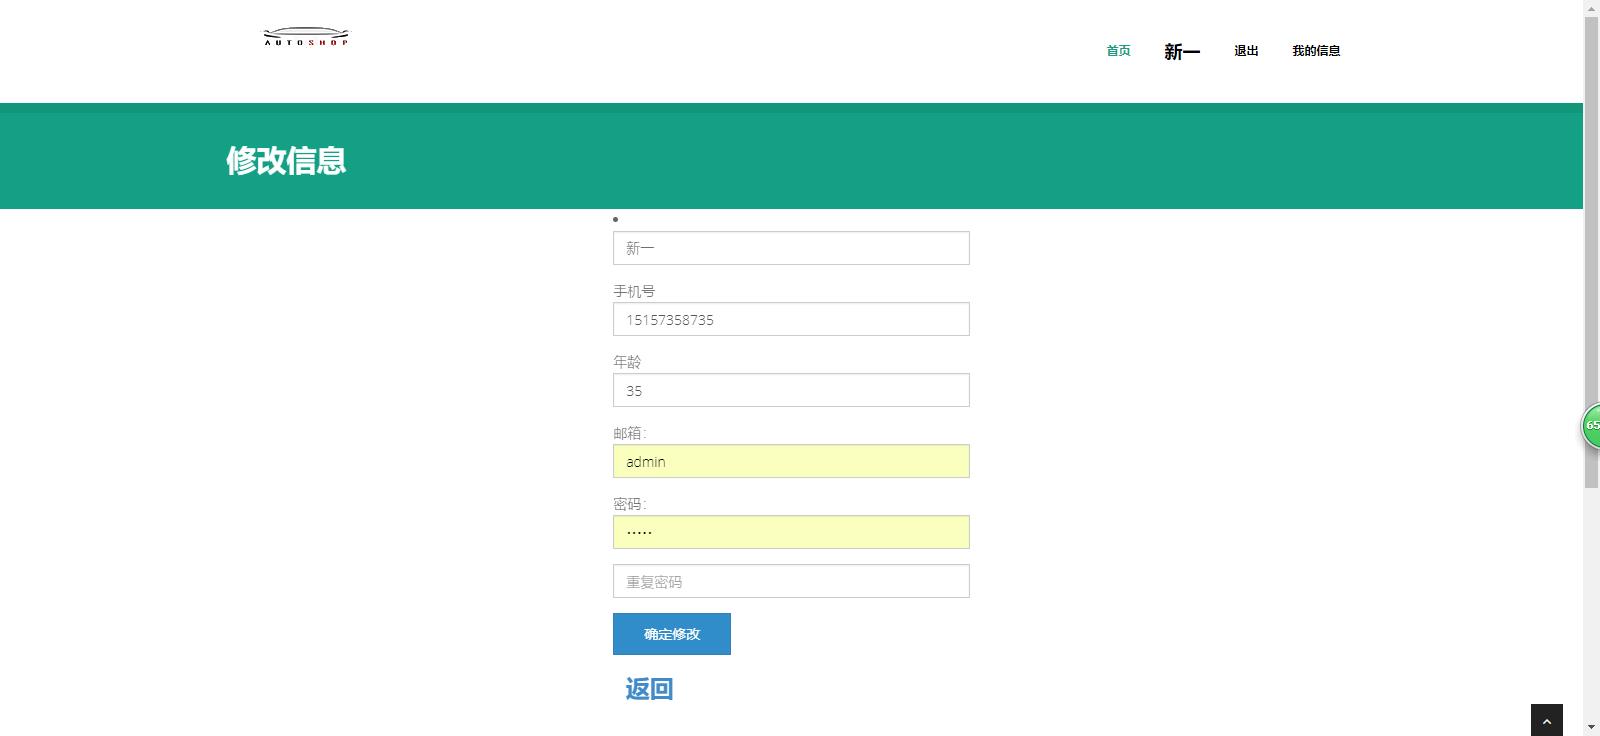 AUTOSHOP
首页 新一 退出 我的信息
修改信息
新一
手机号
15157358735
年龄
35
邮箱:
admin
密码:
·····
重复密码
确定修改
返回
65